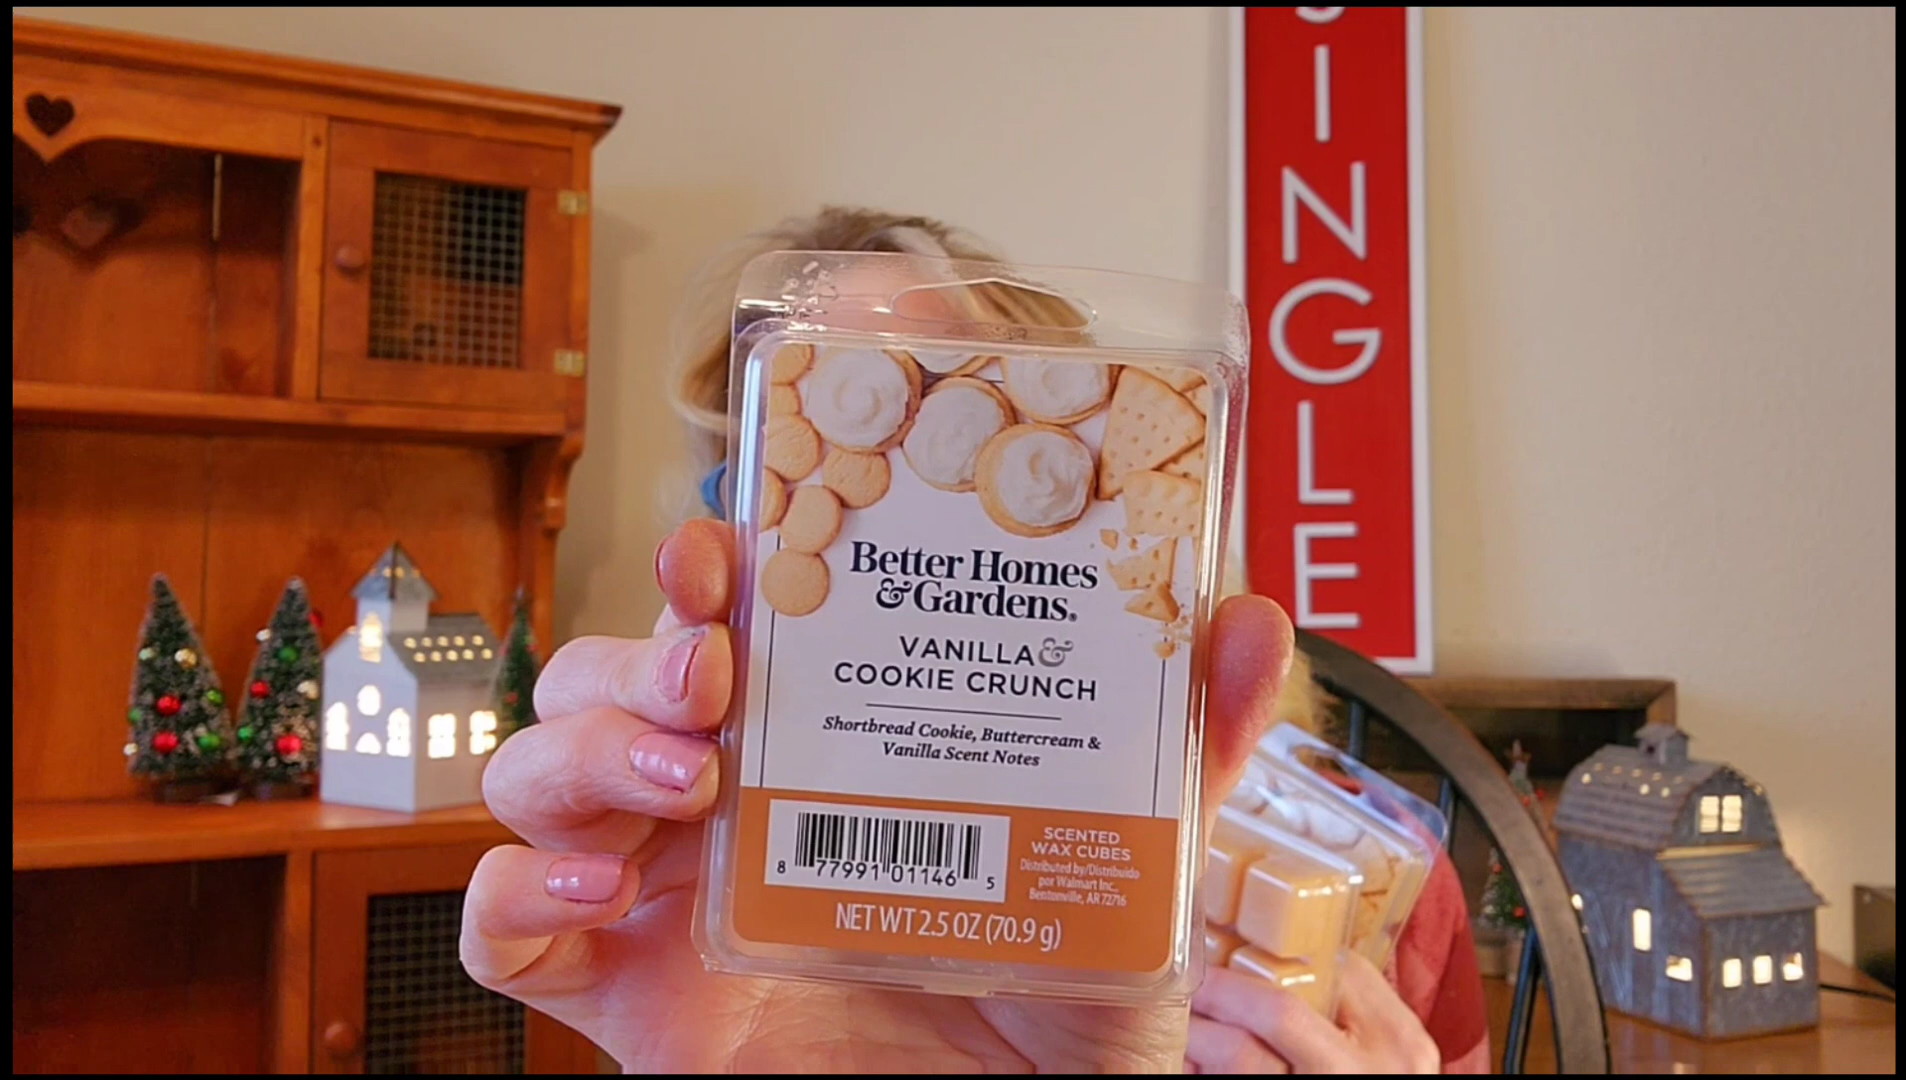 SINGLE
Better Homes
&Gardens®
VANILLA &
COOKIE CRUNCH
Shortbread Cookie, Buttercream &
Vanilla Scent Notes
8 77991 01146 5
SCENTED
WAX CUBES
Distributed by/Distribuido
por Walmart Inc.,
Bentonville, AR 72716
NET WT 2.5 OZ (70.9 g)